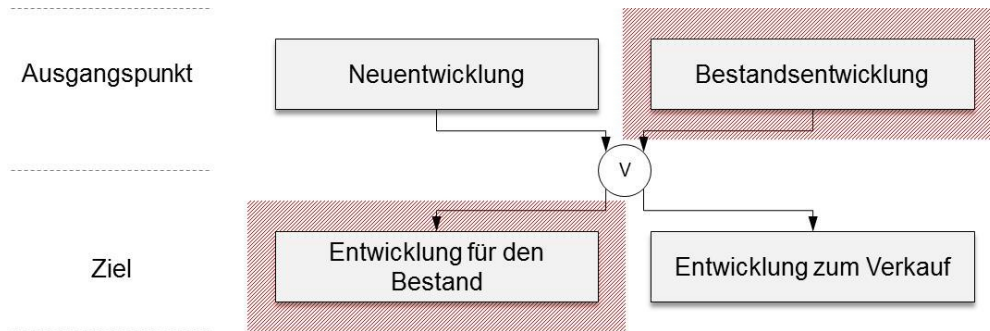 Ausgangspunkt
Neuentwicklung
Bestandsentwicklung
V
Ziel
Entwicklung für den
Bestand
Entwicklung zum Verkauf